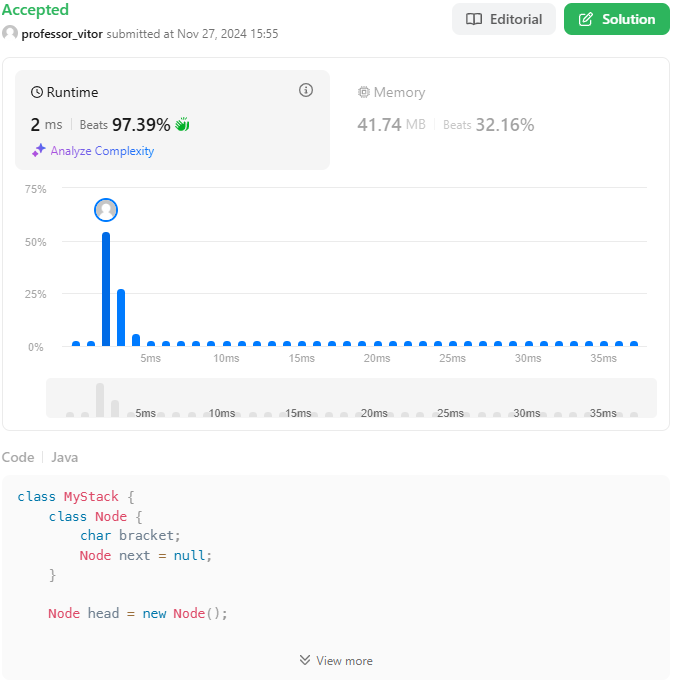 Accepted
professor_vitor submitted at Nov 27, 2024 15:55
Editorial
Solution
Runtime
2 ms | Beats 97.39%
Analyze Complexity
Memory
41.74 MB | Beats 32.16%
75%
50%
25%
0%
5ms 10ms 15ms 20ms 25ms 30ms 35ms
5ms 10ms 15ms 20ms 25ms 30ms 35ms
Code | Java
class MyStack {
    class Node {
        char bracket;
        Node next = null;
    }
    Node head = new Node();
View more